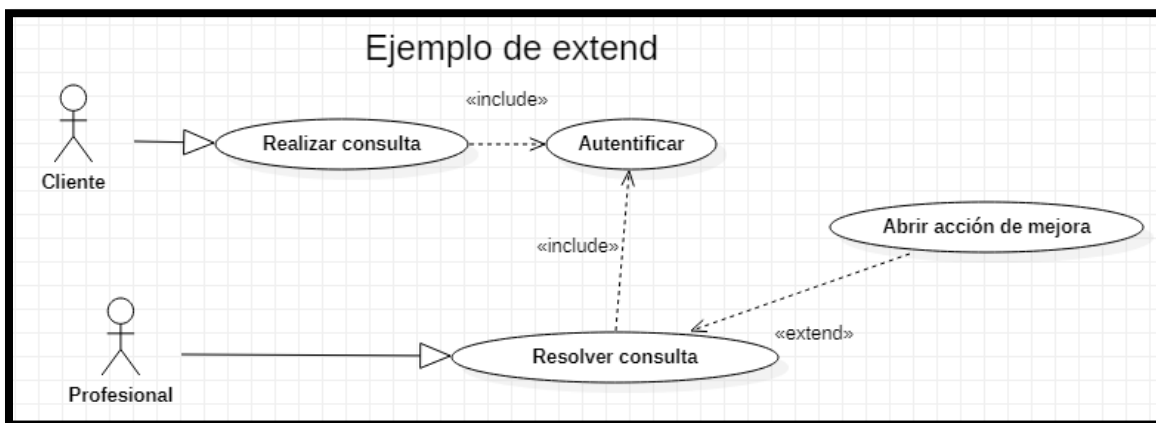 Ejemplo de extend
«include»
Realizar consulta
Autentificar
Cliente
Abrir acción de mejora
«include»
«extend»
Resolver consulta
Profesional